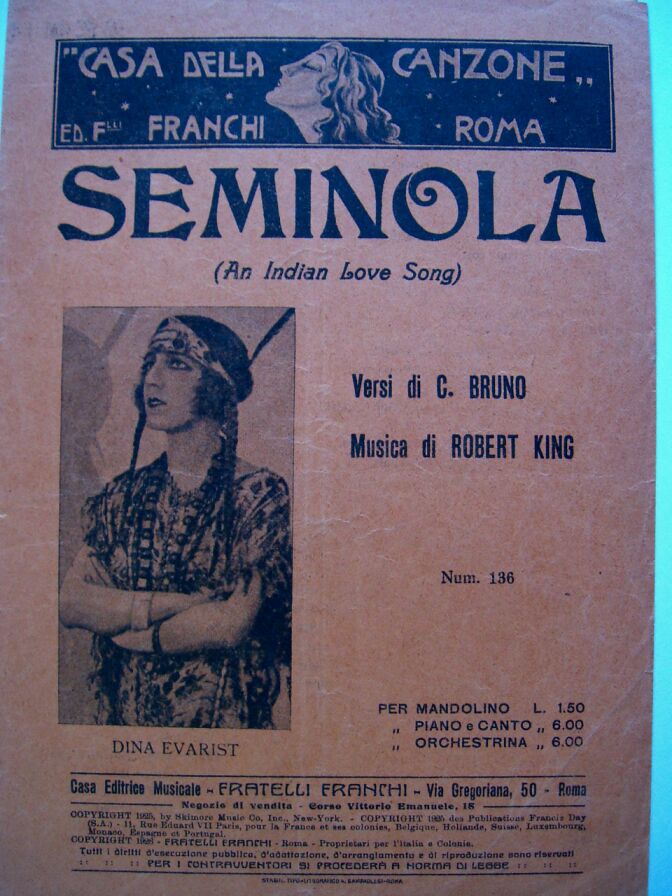 "CASA DELLA CANZONE„
ED. Flli FRANCHI ROMA
SEMINOLA
(An Indian Love Song)
Versi di C. BRUNO
Musica di ROBERT KING
Num. 136
PER MANDOLINO L. 1.50
„ PIANO e CANTO „ 6.00
„ ORCHESTRINA „ 6.00
DINA EVARIST
Casa Editrice Musicale - FRATELLI FRANCHI - Via Gregoriana, 50 - Roma
Negozio di vendita - Corso Vittorio Emanuele, 18
COPYRIGHT 1925, by Skimore Music Co, Inc., New-York. - COPYRIGHT 1925 des Publications Francis Day
(S.A.) - 11, Rue Eduard VII Paris, pour la France et ses colonies, Belgique, Hollande, Suisse, Luxembourg,
Monaco, Espagne et Portugal.
COPYRIGHT 1926 - FRATELLI FRANCHI - Roma - Proprietari per l'Italia e Colonie.
Tutti i diritti d'esecuzione pubblica, d'adattazione, d'arrangiamento e di riproduzione sono riservati
:: :: :: PER I CONTRAVVENTORI SI PROCEDERÀ A NORMA DI LEGGE :: :: ::